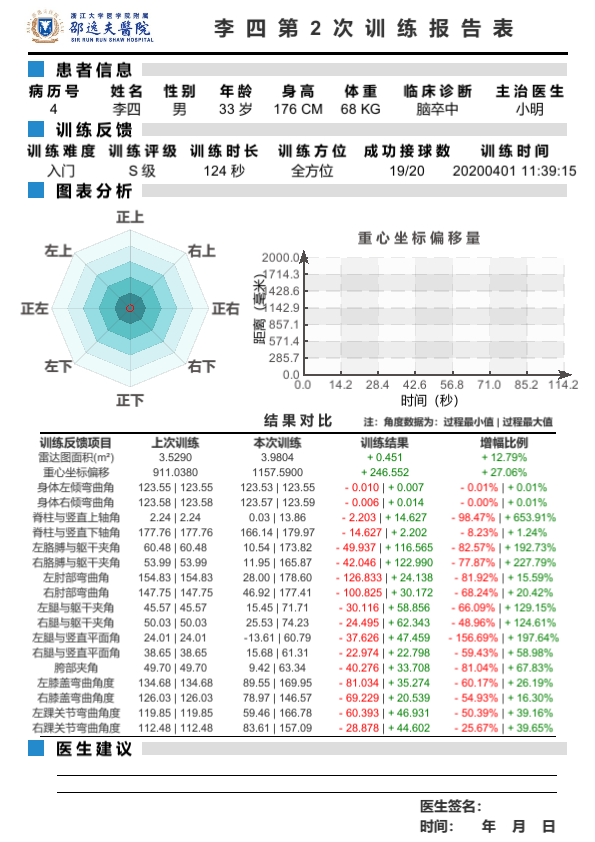 浙江大学医学院附属
邵逸夫醫院
SIR RUN RUN SHAW HOSPITAL
李四第2次训练报告表
患者信息
病历号 姓名 性别 年龄 身高 体重 临床诊断 主治医生
4 李四 男 33 岁 176 CM 68 KG 脑卒中 小明
训练反馈
训练难度 训练评级 训练时长 训练方位 成功接球数 训练时间
入门 S 级 124 秒 全方位 19/20 20200401 11:39:15
图表分析
正上
左上 右上
正左 正右
左下 右下
正下
重心坐标偏移量
距离（毫米）
2000.0
1714.3
1428.6
1142.9
857.1
571.4
285.7
0.0
0.0 14.2 28.4 42.6 56.8 71.0 85.2 114.2
时间（秒）
结果对比 注：角度数据为：过程最小值 | 过程最大值
训练反馈项目 上次训练 本次训练 训练结果 增幅比例
雷达图面积(m²) 3.5290 3.9804 + 0.451 + 12.79%
重心坐标偏移 911.0380 1157.5900 + 246.552 + 27.06%
身体左倾弯曲角 123.55 | 123.55 123.53 | 123.55 - 0.010 | + 0.007 - 0.01% | + 0.01%
身体右倾弯曲角 123.58 | 123.58 123.57 | 123.59 - 0.006 | + 0.014 - 0.00% | + 0.01%
脊柱与竖直上轴角 2.24 | 2.24 0.03 | 13.86 - 2.203 | + 14.627 - 98.47% | + 653.91%
脊柱与竖直下轴角 177.76 | 177.76 166.14 | 179.97 - 14.627 | + 2.202 - 8.23% | + 1.24%
左胳膊与躯干夹角 60.48 | 60.48 10.54 | 173.82 - 49.937 | + 116.565 - 82.57% | + 192.73%
右胳膊与躯干夹角 53.99 | 53.99 11.95 | 165.87 - 42.046 | + 122.990 - 77.87% | + 227.79%
左肘部弯曲角 154.83 | 154.83 28.00 | 178.60 - 126.833 | + 24.138 - 81.92% | + 15.59%
右肘部弯曲角 147.75 | 147.75 46.92 | 177.41 - 100.825 | + 30.172 - 68.24% | + 20.42%
左腿与躯干夹角 45.57 | 45.57 15.45 | 71.71 - 30.116 | + 58.856 - 66.09% | + 129.15%
右腿与躯干夹角 50.03 | 50.03 25.53 | 74.23 - 24.495 | + 62.343 - 48.96% | + 124.61%
左腿与竖直平面角 24.01 | 24.01 -13.61 | 60.79 - 37.626 | + 47.459 - 156.69% | + 197.64%
右腿与竖直平面角 38.65 | 38.65 15.68 | 61.31 - 22.974 | + 22.798 - 59.43% | + 58.98%
胯部夹角 49.70 | 49.70 9.42 | 63.34 - 40.276 | + 33.708 - 81.04% | + 67.83%
左膝盖弯曲角度 134.68 | 134.68 89.55 | 169.95 - 81.034 | + 35.274 - 60.17% | + 26.19%
右膝盖弯曲角度 126.03 | 126.03 78.97 | 146.57 - 69.229 | + 20.539 - 54.93% | + 16.30%
左踝关节弯曲角度 119.85 | 119.85 59.46 | 166.78 - 60.393 | + 46.931 - 50.39% | + 39.16%
右踝关节弯曲角度 112.48 | 112.48 83.61 | 157.09 - 28.878 | + 44.602 - 25.67% | + 39.65%
医生建议
医生签名：
时间： 年 月 日